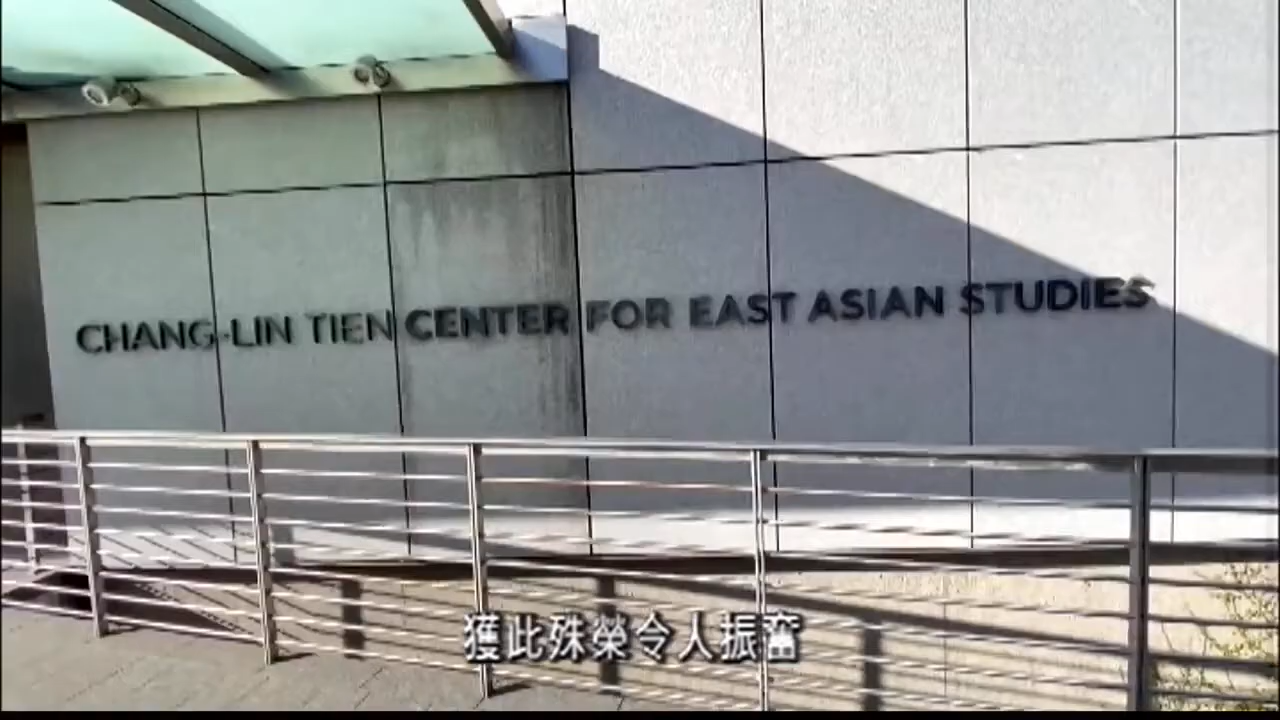 CHANG-LIN TIEN CENTER FOR EAST ASIAN STUDIES
獲此殊榮令人振奮